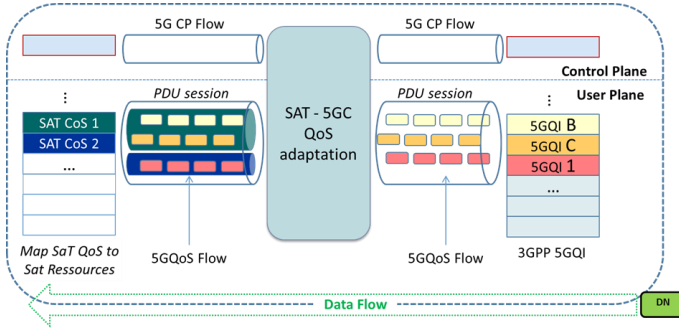 5G CP Flow
5G CP Flow
Control Plane
User Plane
PDU session
SAT - 5GC
QoS
adaptation
PDU session
⋮
SAT CoS 1
SAT CoS 2
...
⋮
5GQI B
5GQI C
5GQI 1
...
Map SaT QoS to
Sat Ressources
5GQoS Flow
5GQoS Flow
3GPP 5GQI
Data Flow
DN